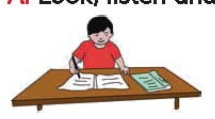 A. Look, listen and